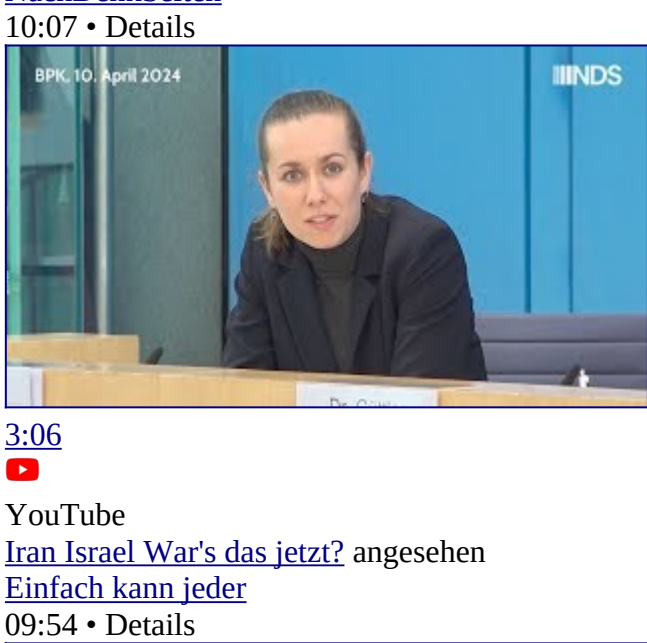 NachDenkSeiten
10:07 • Details
BPK, 10. April 2024
NDS
3:06
YouTube
Iran Israel War's das jetzt? angesehen
Einfach kann jeder
09:54 • Details